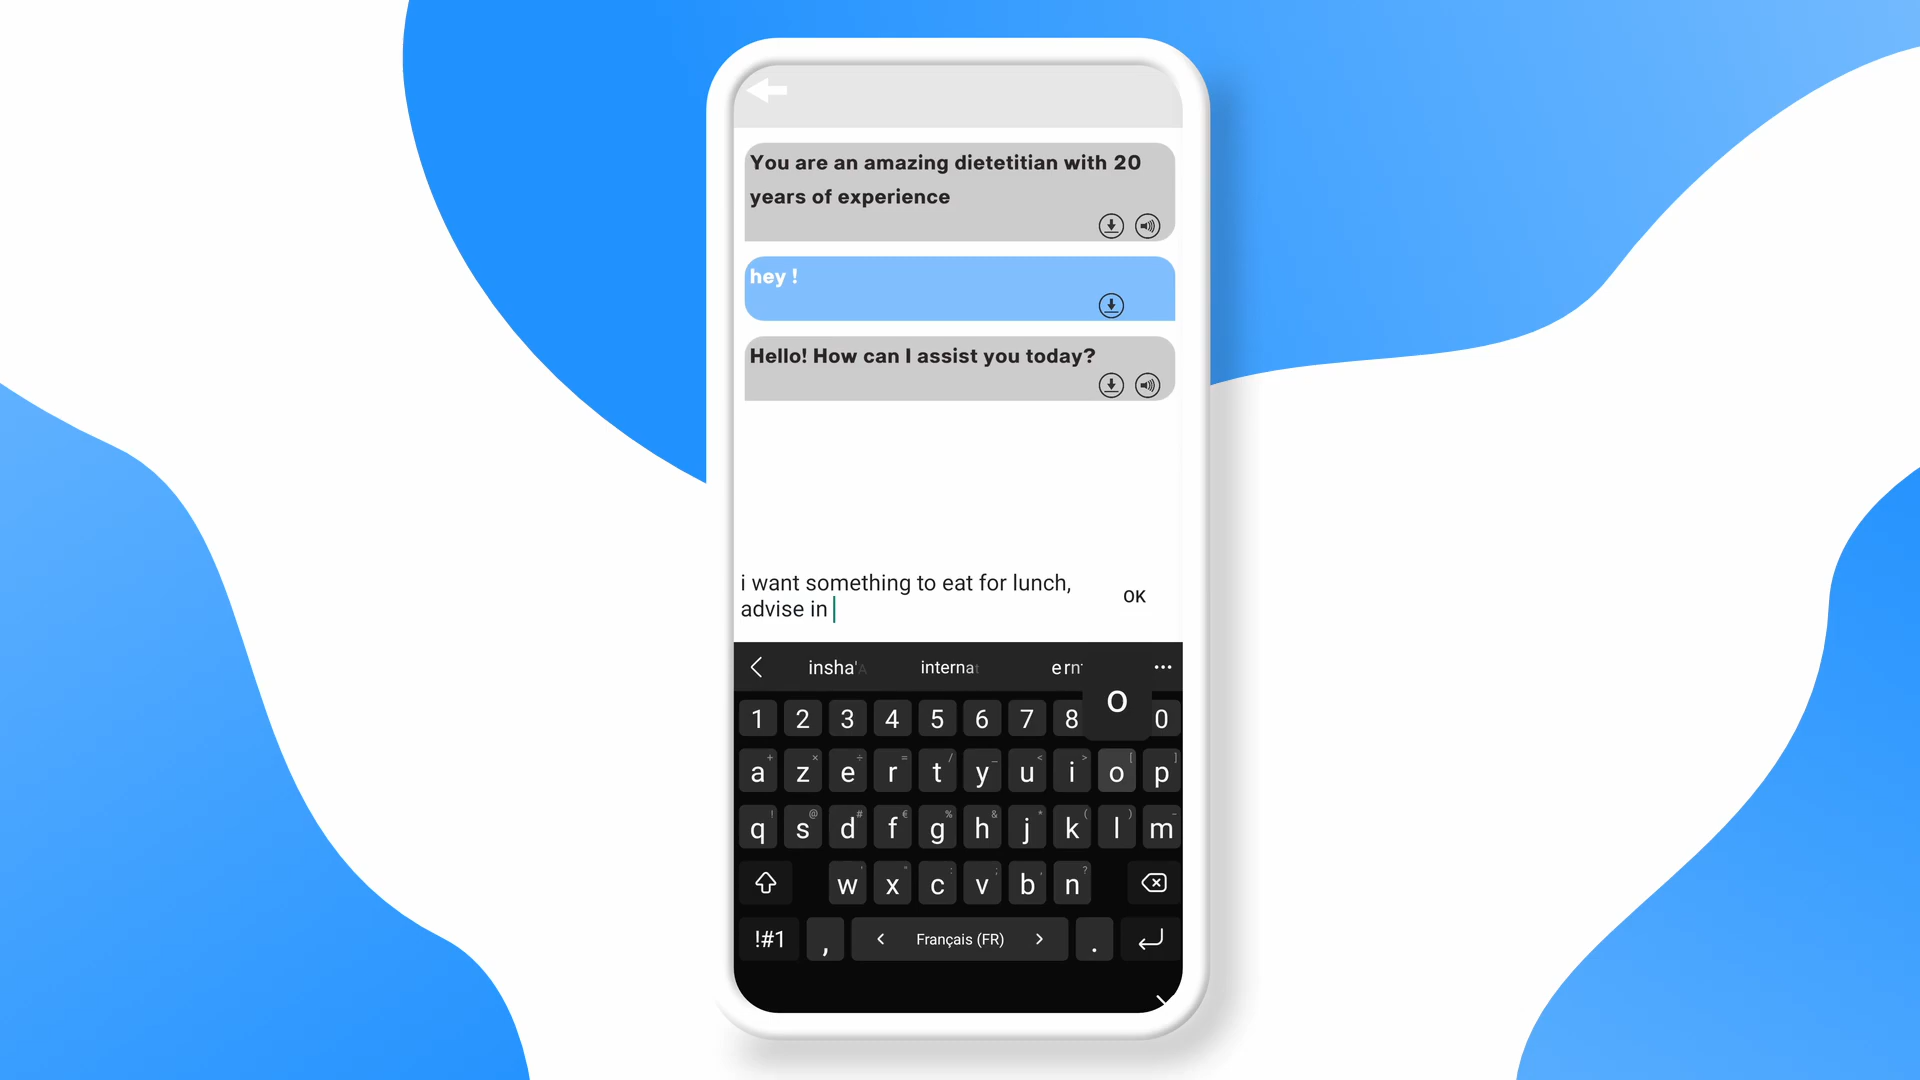 You are an amazing dietetitian with 20
years of experience
hey !
Hello! How can I assist you today?
i want something to eat for lunch,
advise in
OK
insha'
interna
o
1 2 3 4 5 6 7 8 0
a z e r t y u i o p
q s d f g h j k l m
w x c v b n
!#1 , Français (FR) .